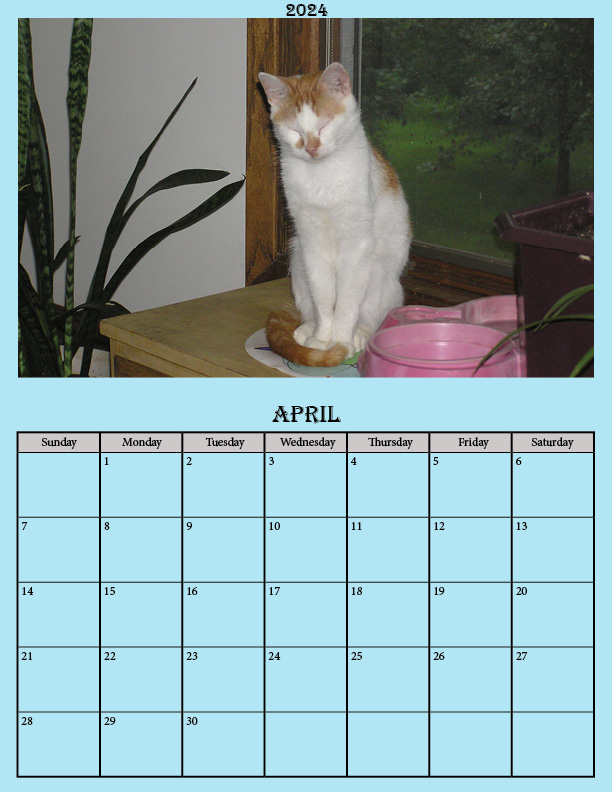 2024
APRIL
Sunday Monday Tuesday Wednesday Thursday Friday Saturday
1 2 3 4 5 6
7 8 9 10 11 12 13
14 15 16 17 18 19 20
21 22 23 24 25 26 27
28 29 30